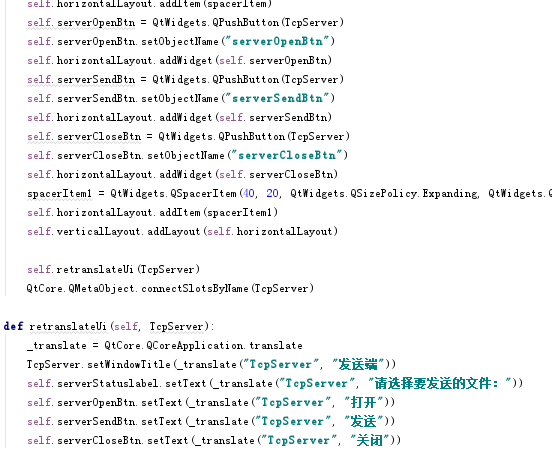 self.horizontalLayout.addItem(spacerItem)
self.serverOpenBtn = QtWidgets.QPushButton(TcpServer)
self.serverOpenBtn.setObjectName("serverOpenBtn")
self.horizontalLayout.addWidget(self.serverOpenBtn)
self.serverSendBtn = QtWidgets.QPushButton(TcpServer)
self.serverSendBtn.setObjectName("serverSendBtn")
self.horizontalLayout.addWidget(self.serverSendBtn)
self.serverCloseBtn = QtWidgets.QPushButton(TcpServer)
self.serverCloseBtn.setObjectName("serverCloseBtn")
self.horizontalLayout.addWidget(self.serverCloseBtn)
spacerItem1 = QtWidgets.QSpacerItem(40, 20, QtWidgets.QSizePolicy.Expanding, QtWidgets.Q
self.horizontalLayout.addItem(spacerItem1)
self.verticalLayout.addLayout(self.horizontalLayout)
self.retranslateUi(TcpServer)
QtCore.QMetaObject.connectSlotsByName(TcpServer)
def retranslateUi(self, TcpServer):
_translate = QtCore.QCoreApplication.translate
TcpServer.setWindowTitle(_translate("TcpServer", "发送端"))
self.serverStatuslabel.setText(_translate("TcpServer", "请选择要发送的文件："))
self.serverOpenBtn.setText(_translate("TcpServer", "打开"))
self.serverSendBtn.setText(_translate("TcpServer", "发送"))
self.serverCloseBtn.setText(_translate("TcpServer", "关闭"))